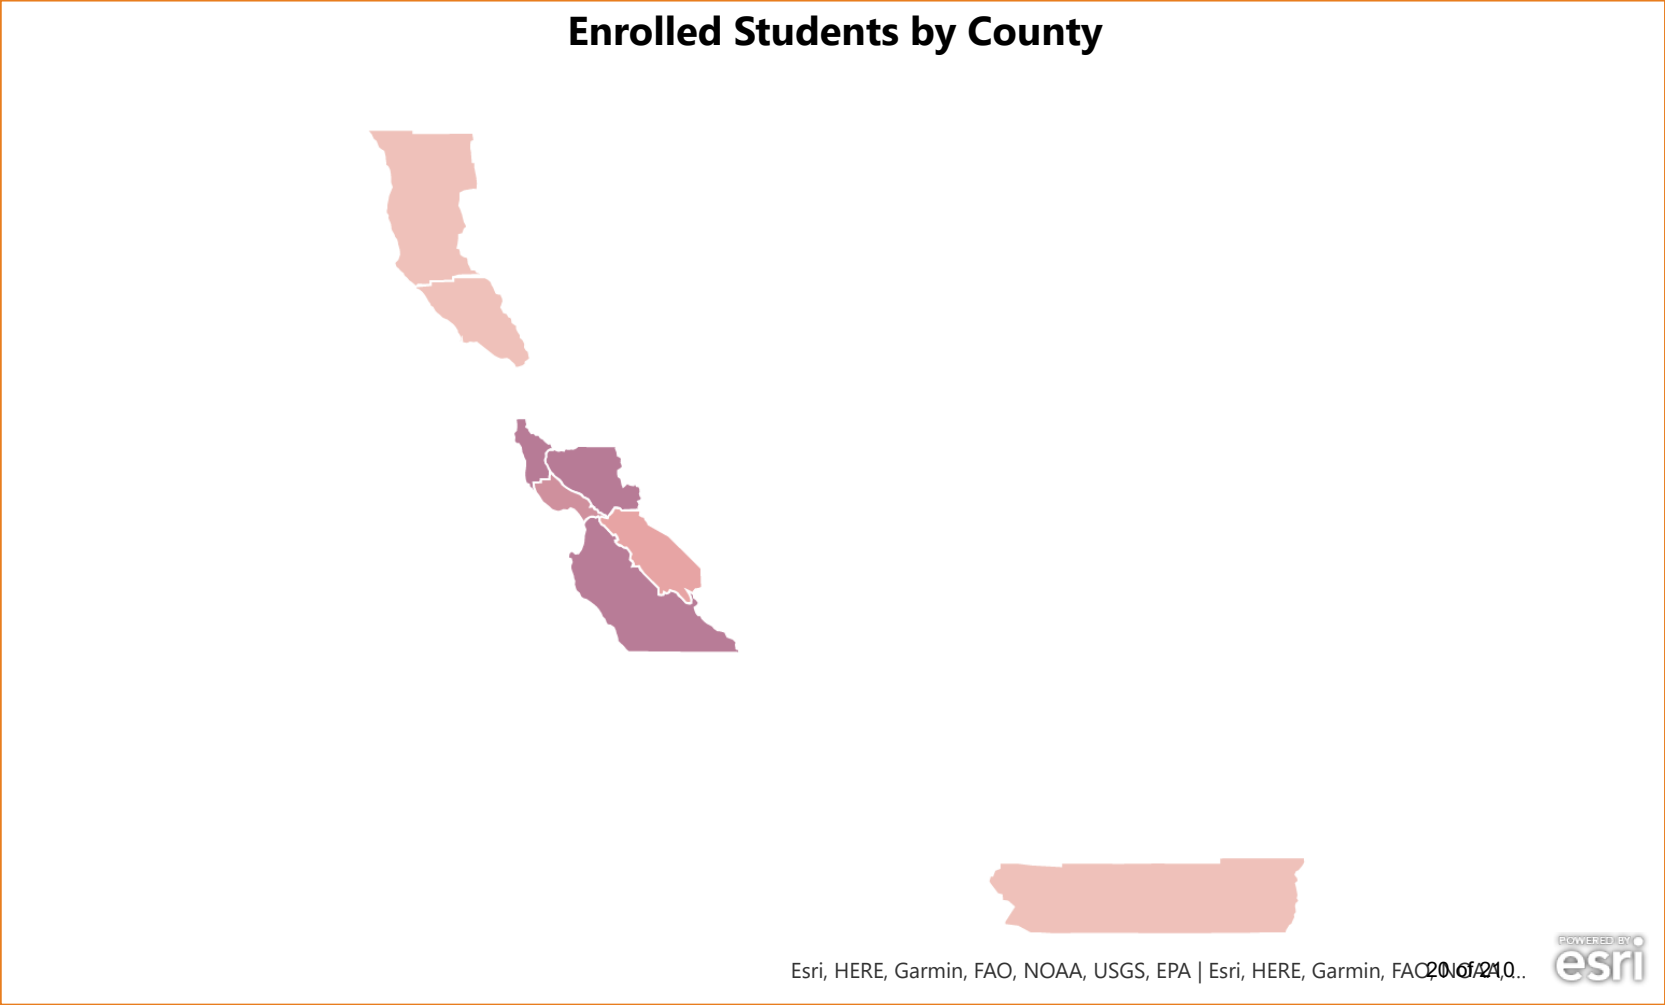 Enrolled Students by County
Esri, HERE, Garmin, FAO, NOAA, USGS, EPA | Esri, HERE, Garmin, FAO, NOAA, ...
20 of 210
POWERED BY
esri